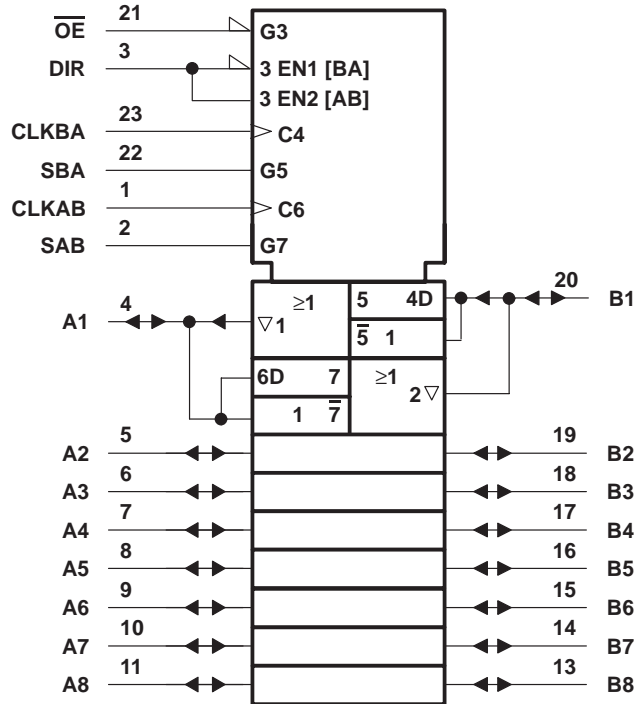 21
OE
G3
3
DIR
3 EN1 [BA]
3 EN2 [AB]
23
CLKBA
C4
22
SBA
G5
1
CLKAB
C6
2
SAB
G7
4
A1
≥1
▽1
5 4D
5̅ 1
20
B1
6D 7
1 7̅
≥1
2▽
5
A2
19
B2
6
A3
18
B3
7
A4
17
B4
8
A5
16
B5
9
A6
15
B6
10
A7
14
B7
11
A8
13
B8